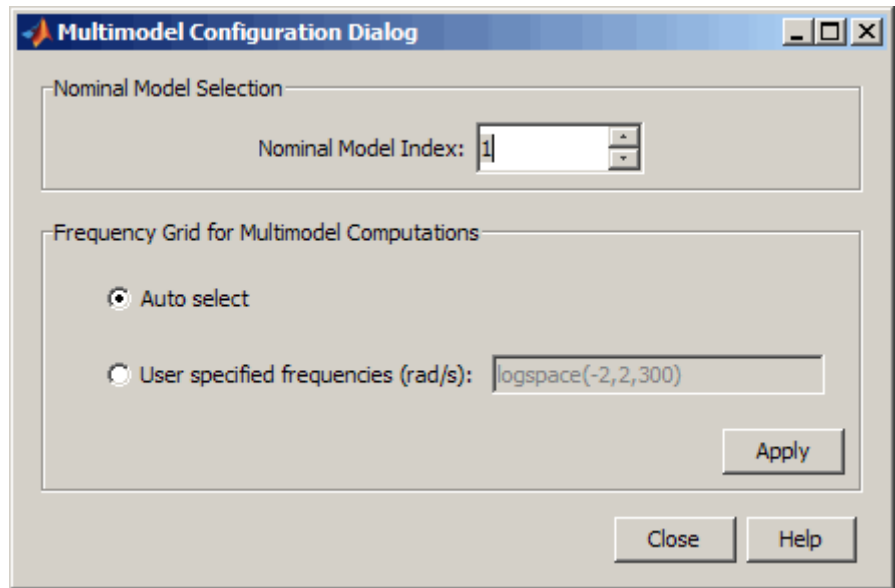 Multimodel Configuration Dialog
Nominal Model Selection
Nominal Model Index: 1
Frequency Grid for Multimodel Computations
Auto select
User specified frequencies (rad/s): logspace(-2,2,300)
Apply
Close Help